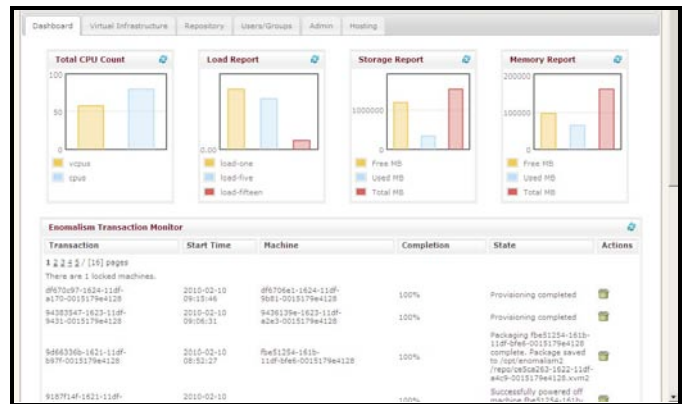 Dashboard Virtual Infrastructure Repository Users/Groups Admin Hosting
Total CPU Count
100
50
0
vcpus
cpus
Load Report
0.00
load-one
load-five
load-fifteen
Storage Report
1000000
0
Free MB
Used MB
Total MB
Memory Report
200000
100000
0
Free MB
Used MB
Total MB
Enomalism Transaction Monitor
Transaction Start Time Machine Completion State Actions
1 2 3 4 5 / [16] pages
There are 1 locked machines.
df670c97-1624-11df-
a170-0015179e4128
2010-02-10
09:15:46
df6706e1-1624-11df-
9b81-0015179e4128
100%
Provisioning completed
94383547-1623-11df-
9431-0015179e4128
2010-02-10
09:06:31
9436139e-1623-11df-
a2e3-0015179e4128
100%
Provisioning completed
9d66336b-1621-11df-
b97f-0015179e4128
2010-02-10
08:52:27
fbe51254-161b-
11df-bfe6-0015179e4128
100%
Packaging fbe51254-161b-
11df-bfe6-0015179e4128
complete. Package saved
to /opt/enomalism2
/repo/ce5ca263-1622-11df-
a4c9-0015179e4128.xvm2
9187f14f-1621-11df-
2010-02-10
100%
Successfully powered off
machine fbe51254-161b-